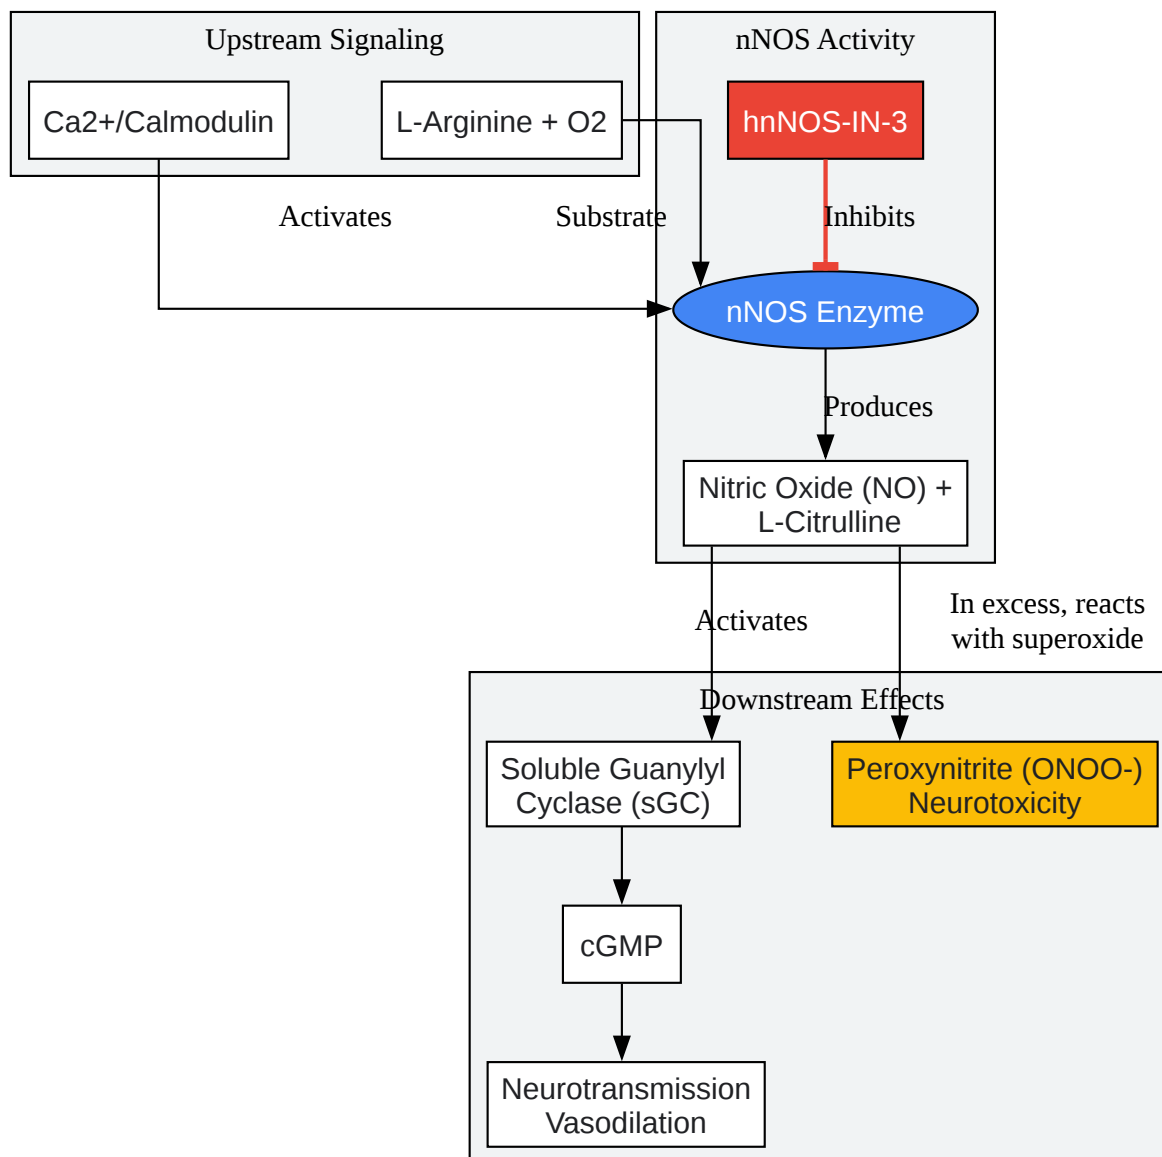 Upstream Signaling
nNOS Activity
Ca2+/Calmodulin
L-Arginine + O2
hnNOS-IN-3
Activates
Substrate
Inhibits
nNOS Enzyme
Produces
Nitric Oxide (NO) +
L-Citrulline
Activates
In excess, reacts
with superoxide
Downstream Effects
Soluble Guanylyl
Cyclase (sGC)
Peroxynitrite (ONOO-)
Neurotoxicity
cGMP
Neurotransmission
Vasodilation